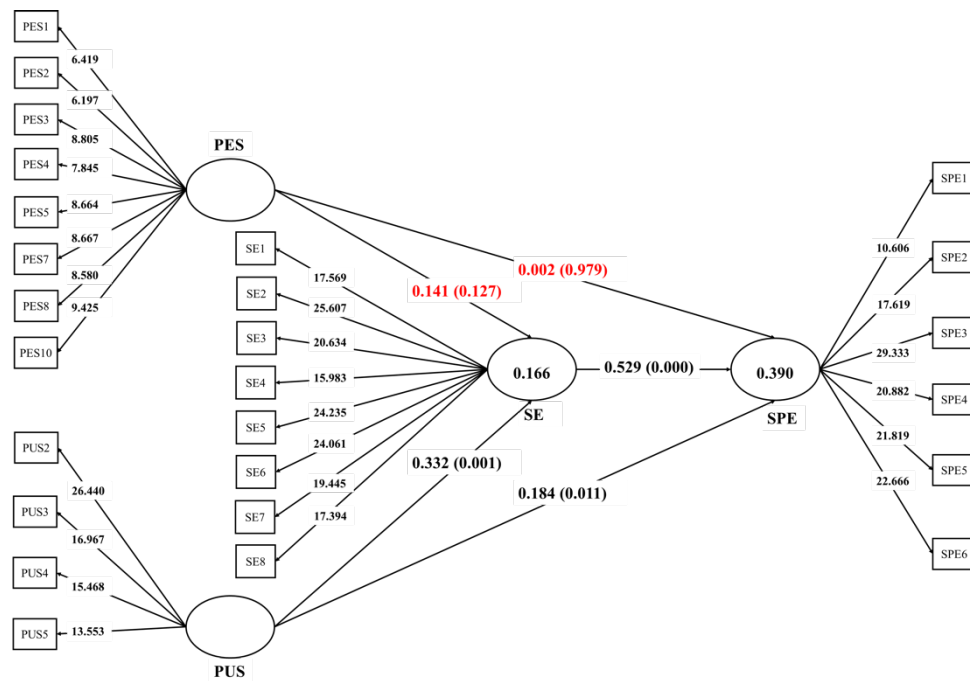 PES1
6.419
PES2
6.197
PES3
8.805
PES4
7.845
PES5
8.664
PES7
8.667
PES8
8.580
PES10
9.425
PES
SE1
17.569
SE2
25.607
SE3
20.634
SE4
15.983
SE5
24.235
SE6
24.061
SE7
19.445
SE8
17.394
0.002 (0.979)
0.141 (0.127)
0.166
SE
0.529 (0.000)
0.390
SPE
0.332 (0.001)
0.184 (0.011)
SPE1
10.606
SPE2
17.619
SPE3
29.333
SPE4
20.882
SPE5
21.819
SPE6
22.666
PUS2
26.440
PUS3
16.967
PUS4
15.468
PUS5
13.553
PUS